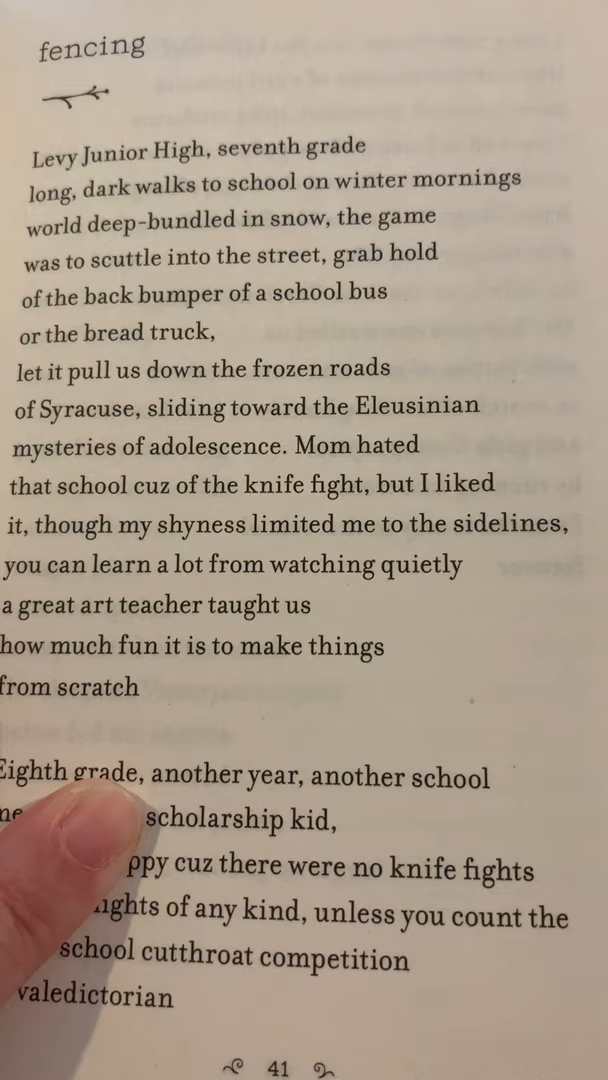 fencing
Levy Junior High, seventh grade
long, dark walks to school on winter mornings
world deep-bundled in snow, the game
was to scuttle into the street, grab hold
of the back bumper of a school bus
or the bread truck,
let it pull us down the frozen roads
of Syracuse, sliding toward the Eleusinian
mysteries of adolescence. Mom hated
that school cuz of the knife fight, but I liked
it, though my shyness limited me to the sidelines,
you can learn a lot from watching quietly
a great art teacher taught us
how much fun it is to make things
from scratch
Eighth grade, another year, another school
scholarship kid,
cuz there were no knife fights
of any kind, unless you count the
school cutthroat competition
valedictorian
41